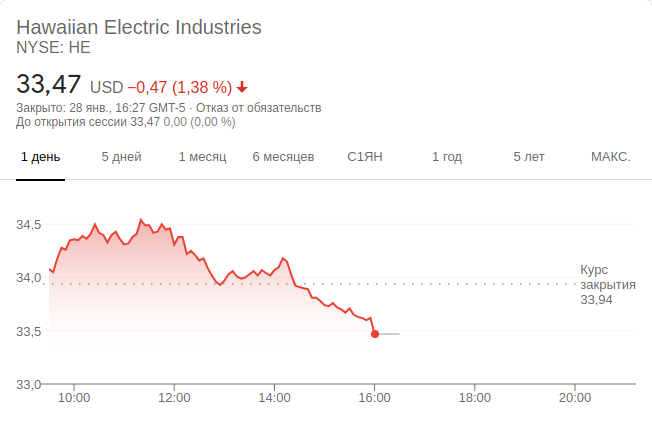 Hawaiian Electric Industries
NYSE: HE
33,47 USD −0,47 (1,38 %)
Закрыто: 28 янв., 16:27 GMT-5 · Отказ от обязательств
До открытия сессии 33,47 0,00 (0,00 %)
1 день 5 дней 1 месяц 6 месяцев С1ЯН 1 год 5 лет МАКС.
34,5
34,0
Курс
закрытия
33,94
33,5
33,0
10:00 12:00 14:00 16:00 18:00 20:00